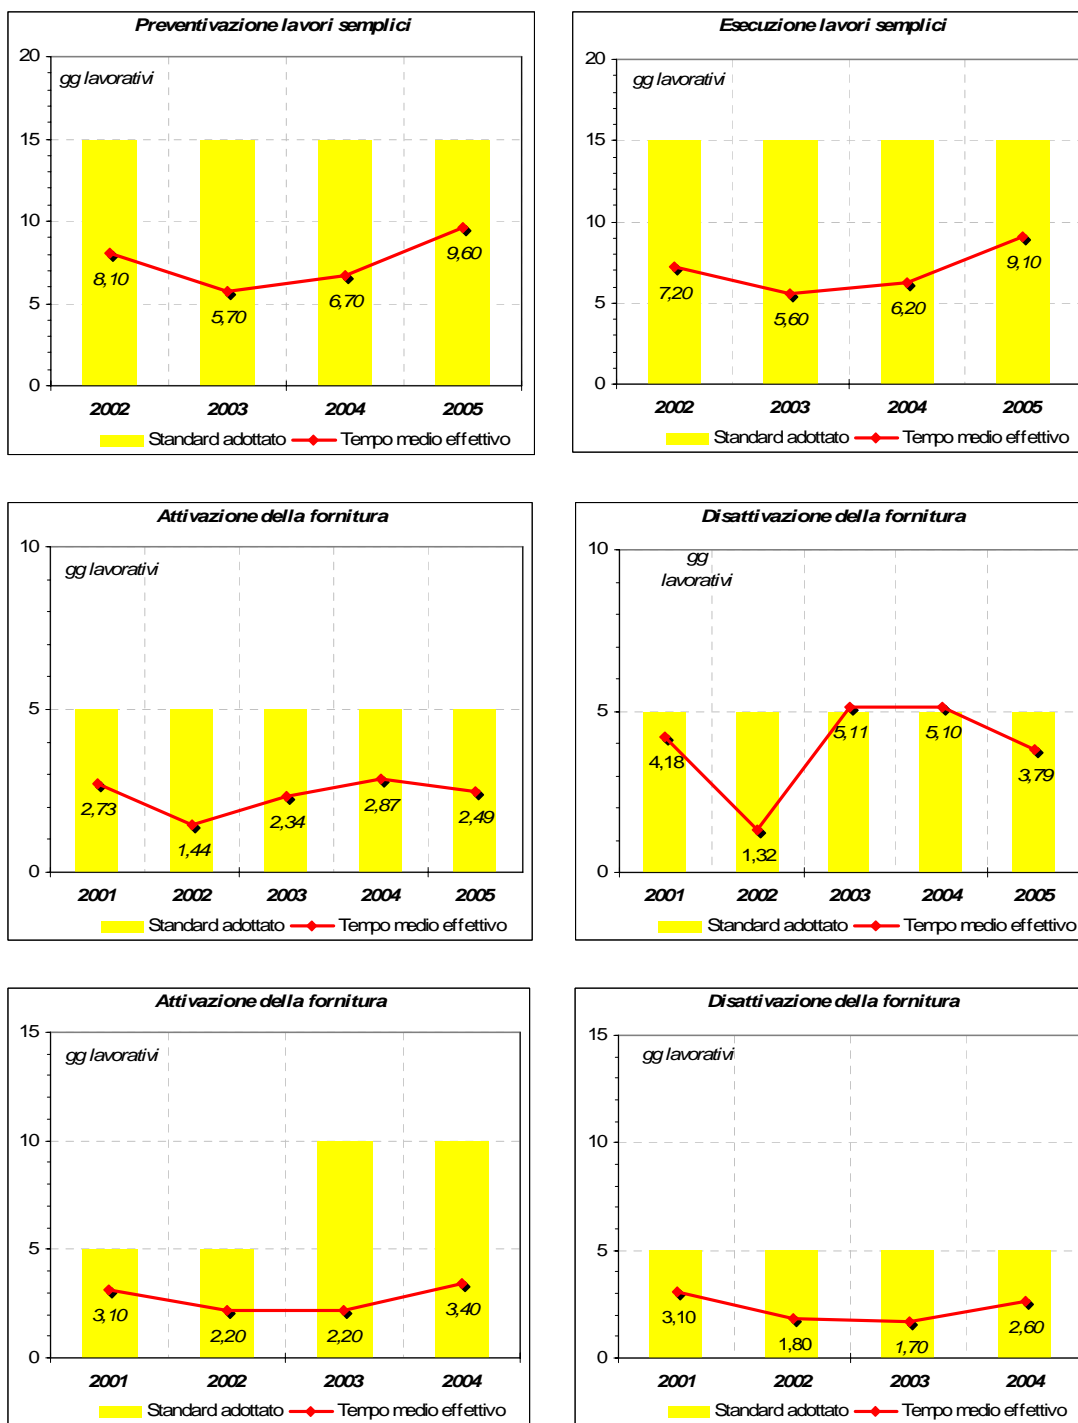 Preventivazione lavori semplici
20
gg lavorativi
15
10
5
0
8,10
5,70
6,70
9,60
2002 2003 2004 2005
Standard adottato Tempo medio effettivo
Esecuzione lavori semplici
20
gg lavorativi
15
10
5
0
7,20
5,60
6,20
9,10
2002 2003 2004 2005
Standard adottato Tempo medio effettivo
Attivazione della fornitura
10
gg lavorativi
5
0
2,73
1,44
2,34
2,87
2,49
2001 2002 2003 2004 2005
Standard adottato Tempo medio effettivo
Disattivazione della fornitura
10
gg
lavorativi
5
0
4,18
1,32
5,11
5,10
3,79
2001 2002 2003 2004 2005
Standard adottato Tempo medio effettivo
Attivazione della fornitura
15
gg lavorativi
10
5
0
3,10
2,20
2,20
3,40
2001 2002 2003 2004
Standard adottato Tempo medio effettivo
Disattivazione della fornitura
15
gg lavorativi
10
5
0
3,10
1,80
1,70
2,60
2001 2002 2003 2004
Standard adottato Tempo medio effettivo